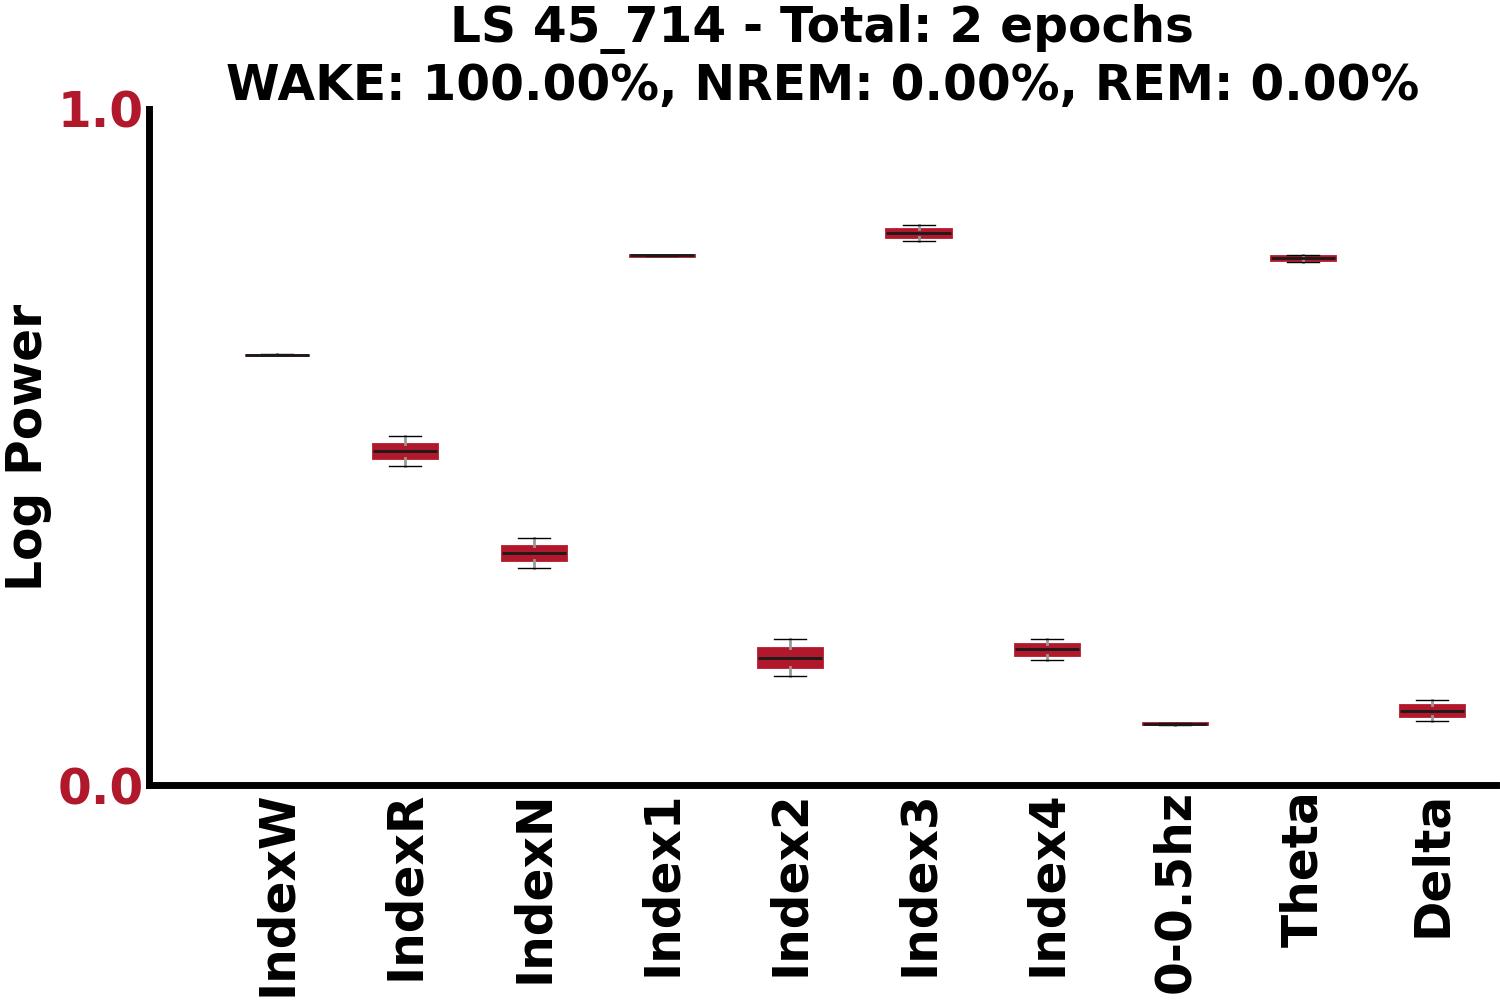 LS 45_714 - Total: 2 epochs
WAKE: 100.00%, NREM: 0.00%, REM: 0.00%
1.0
Log Power
0.0
IndexW
IndexR
IndexN
Index1
Index2
Index3
Index4
0-0.5hz
Theta
Delta